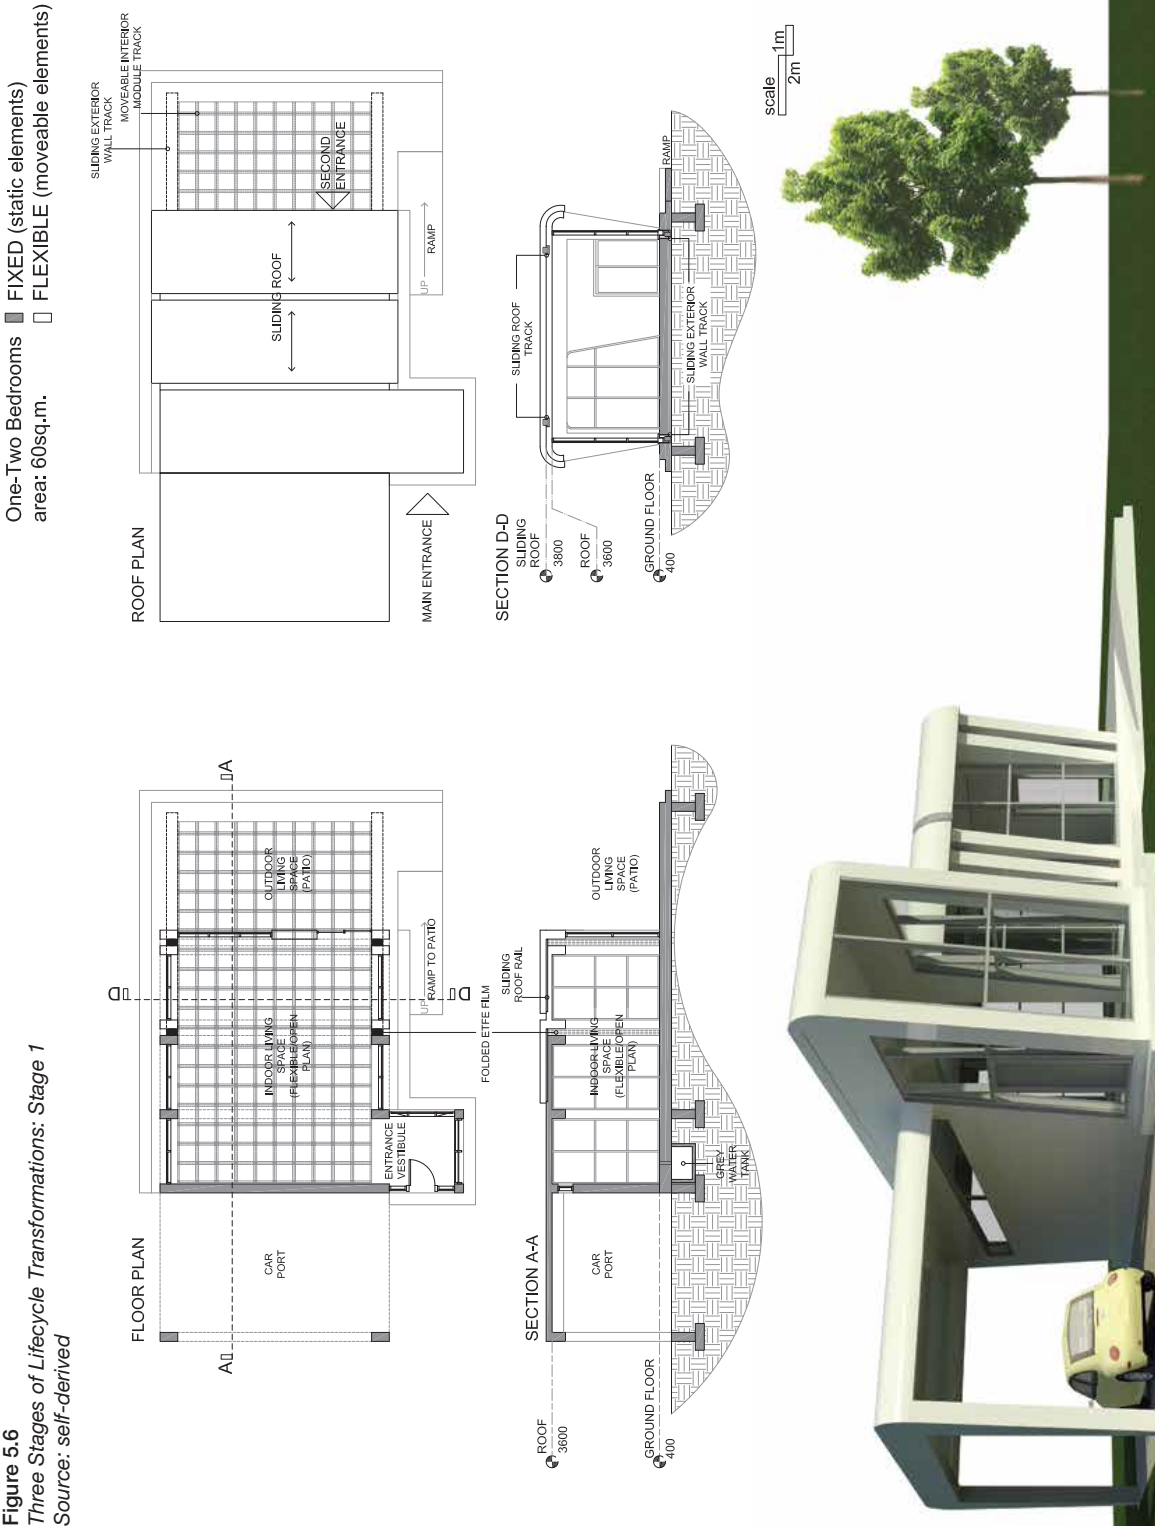 Figure 5.6
Three Stages of Lifecycle Transformations: Stage 1
Source: self-derived
One-Two Bedrooms
area: 60sq.m.
FIXED (static elements)
FLEXIBLE (moveable elements)
FLOOR PLAN
A
A
D
D
CAR
PORT
ENTRANCE
VESTIBULE
INDOOR LIVING
SPACE
(FLEXIBLE/OPEN
PLAN)
OUTDOOR
LIVING
SPACE
(PATIO)
UP
RAMP TO PATIO
FOLDED ETFE FILM
ROOF PLAN
SLIDING EXTERIOR
WALL TRACK
MOVEABLE INTERIOR
MODULE TRACK
SLIDING ROOF
SECOND
ENTRANCE
UP
RAMP
MAIN ENTRANCE
SECTION A-A
ROOF
3600
GROUND FLOOR
400
CAR
PORT
GREY
WATER
TANK
INDOOR LIVING
SPACE
(FLEXIBLE/OPEN
PLAN)
SLIDING
ROOF RAIL
OUTDOOR
LIVING
SPACE
(PATIO)
SECTION D-D
SLIDING
ROOF
3800
ROOF
3600
GROUND FLOOR
400
SLIDING ROOF
TRACK
SLIDING EXTERIOR
WALL TRACK
RAMP
scale
1m
2m